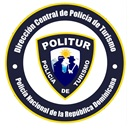 Dirección Central de Policía de Turismo
POLITUR
POLICIA
DE
TURISMO
Policía Nacional de la República Dominicana